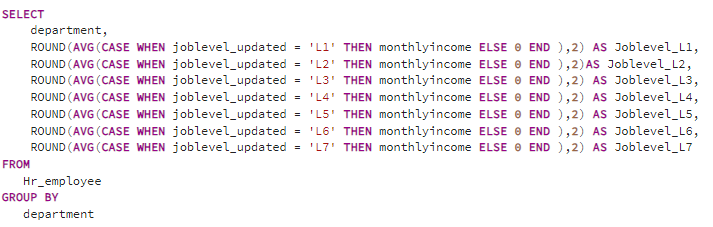 SELECT
department,
ROUND(AVG(CASE WHEN joblevel_updated = 'L1' THEN monthlyincome ELSE 0 END ),2) AS Joblevel_L1,
ROUND(AVG(CASE WHEN joblevel_updated = 'L2' THEN monthlyincome ELSE 0 END ),2)AS Joblevel_L2,
ROUND(AVG(CASE WHEN joblevel_updated = 'L3' THEN monthlyincome ELSE 0 END ),2) AS Joblevel_L3,
ROUND(AVG(CASE WHEN joblevel_updated = 'L4' THEN monthlyincome ELSE 0 END ),2) AS Joblevel_L4,
ROUND(AVG(CASE WHEN joblevel_updated = 'L5' THEN monthlyincome ELSE 0 END ),2) AS Joblevel_L5,
ROUND(AVG(CASE WHEN joblevel_updated = 'L6' THEN monthlyincome ELSE 0 END ),2) AS Joblevel_L6,
ROUND(AVG(CASE WHEN joblevel_updated = 'L7' THEN monthlyincome ELSE 0 END ),2) AS Joblevel_L7
FROM
Hr_employee
GROUP BY
department